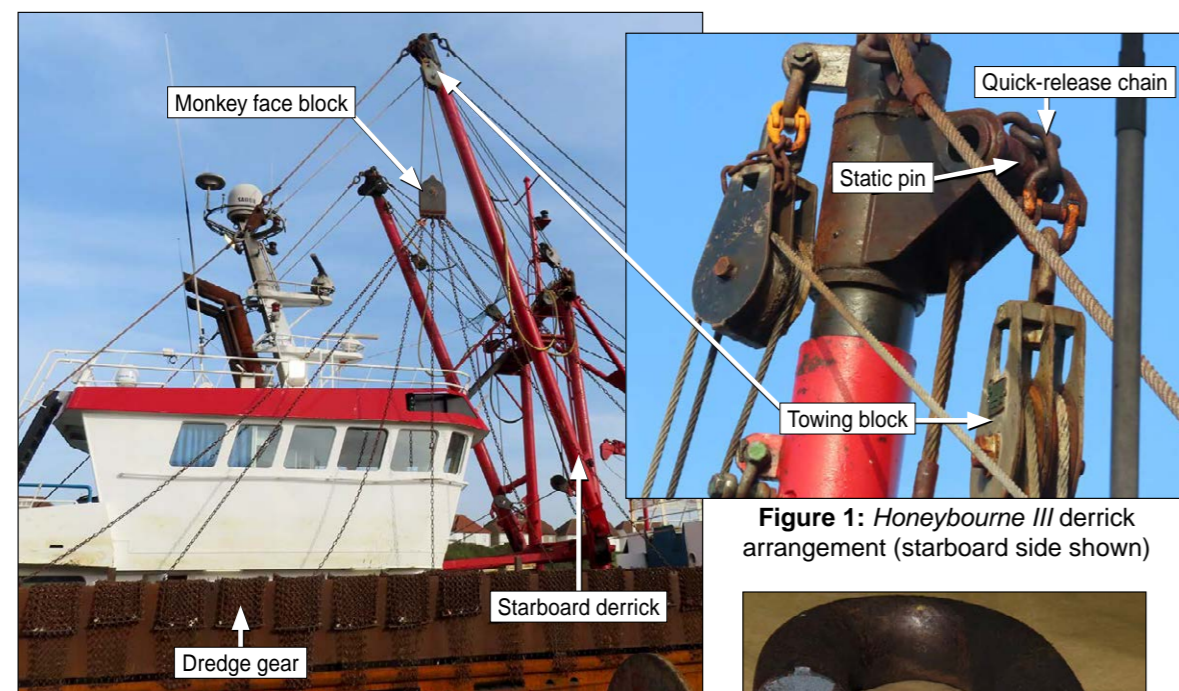 Monkey face block
Quick-release chain
Static pin
Towing block
Starboard derrick
Dredge gear
Figure 1: Honeybourne III derrick
arrangement (starboard side shown)